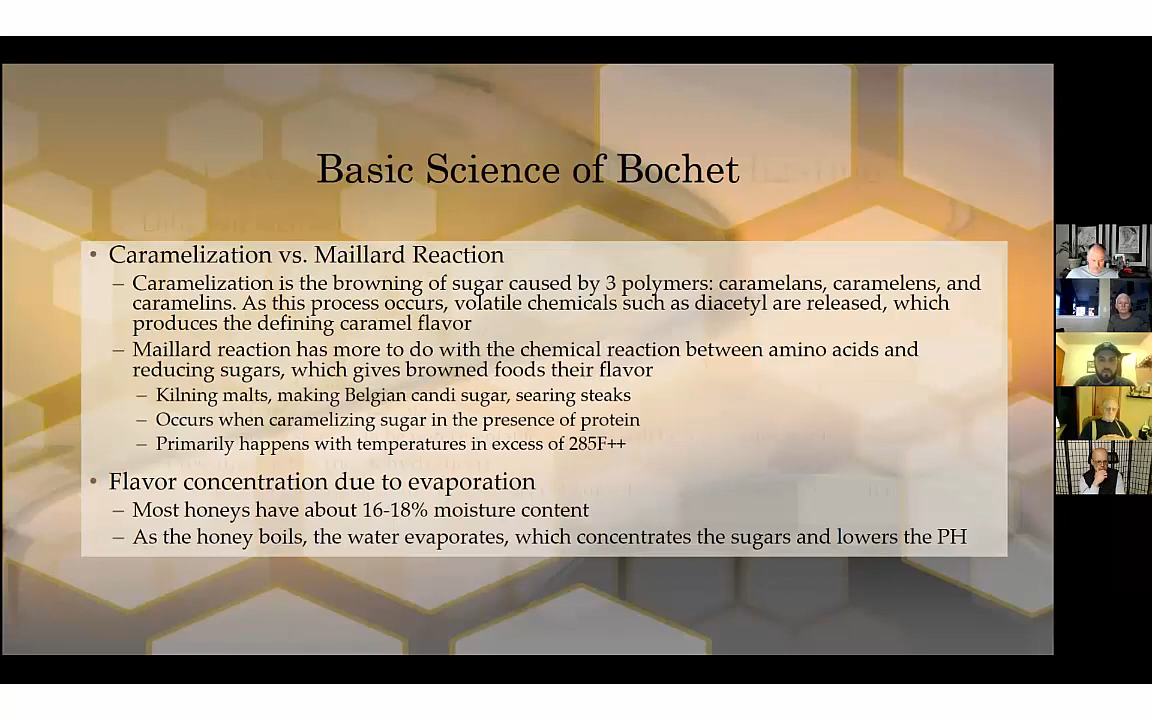 Basic Science of Bochet
• Caramelization vs. Maillard Reaction
– Caramelization is the browning of sugar caused by 3 polymers: caramelans, caramelens, and
caramelins. As this process occurs, volatile chemicals such as diacetyl are released, which
produces the defining caramel flavor
– Maillard reaction has more to do with the chemical reaction between amino acids and
reducing sugars, which gives browned foods their flavor
– Kilning malts, making Belgian candi sugar, searing steaks
– Occurs when caramelizing sugar in the presence of protein
– Primarily happens with temperatures in excess of 285F++
• Flavor concentration due to evaporation
– Most honeys have about 16-18% moisture content
– As the honey boils, the water evaporates, which concentrates the sugars and lowers the PH